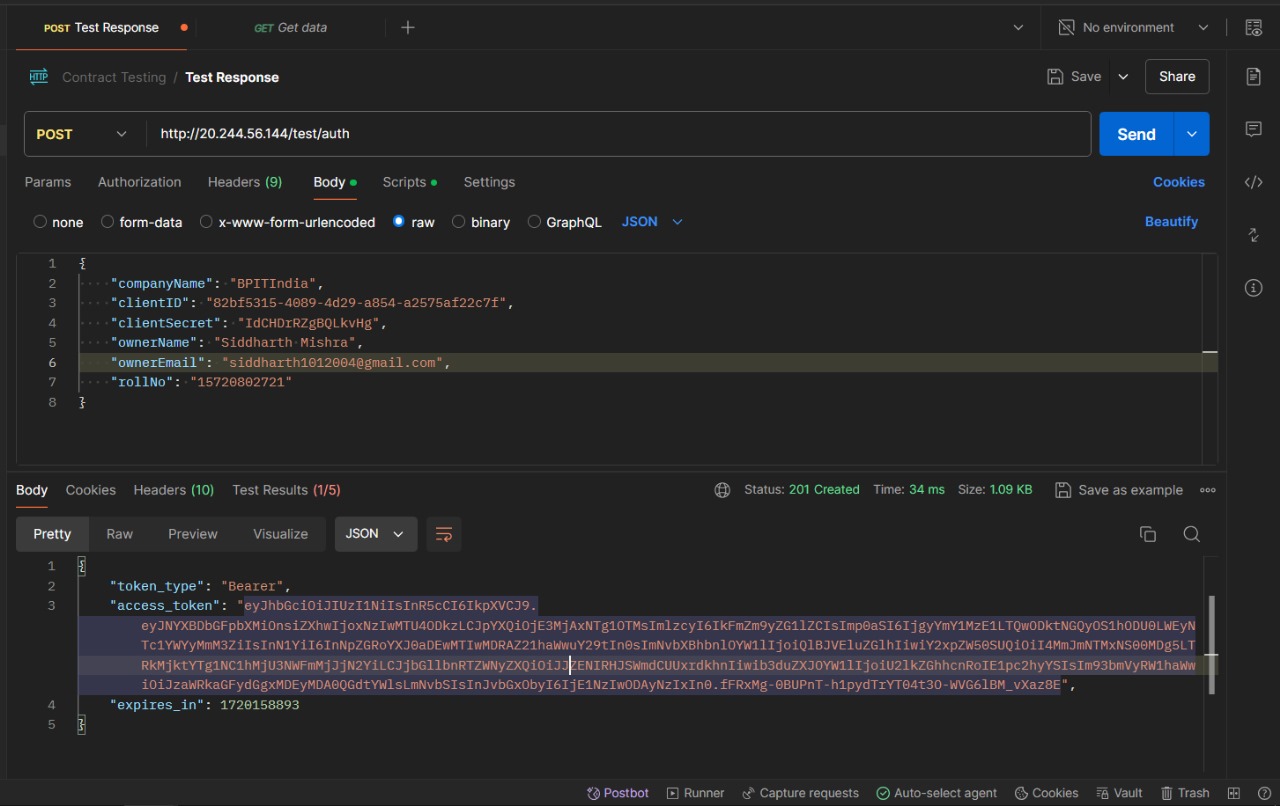 POST Test Response
GET Get data
No environment
HTTP Contract Testing / Test Response
Save
Share
POST
http://20.244.56.144/test/auth
Send
Params Authorization Headers (9) Body Scripts Settings
Cookies
none form-data x-www-form-urlencoded raw binary GraphQL JSON
Beautify
1 {
2 "companyName": "BPITIndia",
3 "clientID": "82bf5315-4089-4d29-a854-a2575af22c7f",
4 "clientSecret": "IdCHDrRZgBQLkvHg",
5 "ownerName": "Siddharth Mishra",
6 "ownerEmail": "siddharth1012004@gmail.com",
7 "rollNo": "15720802721"
8 }
Body Cookies Headers (10) Test Results (1/5)
Status: 201 Created Time: 34 ms Size: 1.09 KB Save as example
Pretty Raw Preview Visualize JSON
1 {
2 "token_type": "Bearer",
3 "access_token": "eyJhbGciOiJIUzI1NiIsInR5cCI6IkpXVCJ9.
4 "expires_in": 1720158893
5 }
Postbot Runner Capture requests Auto-select agent Cookies Vault Trash